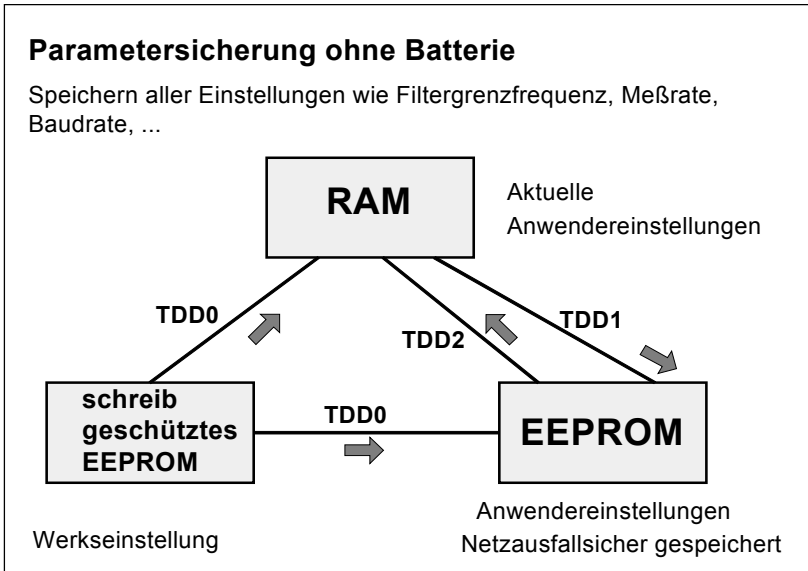 Parametersicherung ohne Batterie
Speichern aller Einstellungen wie Filtergrenzfrequenz, Meßrate,
Baudrate, ...
RAM
Aktuelle
Anwendereinstellungen
TDD0
TDD2
TDD1
schreib
geschütztes
EEPROM
TDD0
EEPROM
Werkseinstellung
Anwendereinstellungen
Netzausfallsicher gespeichert